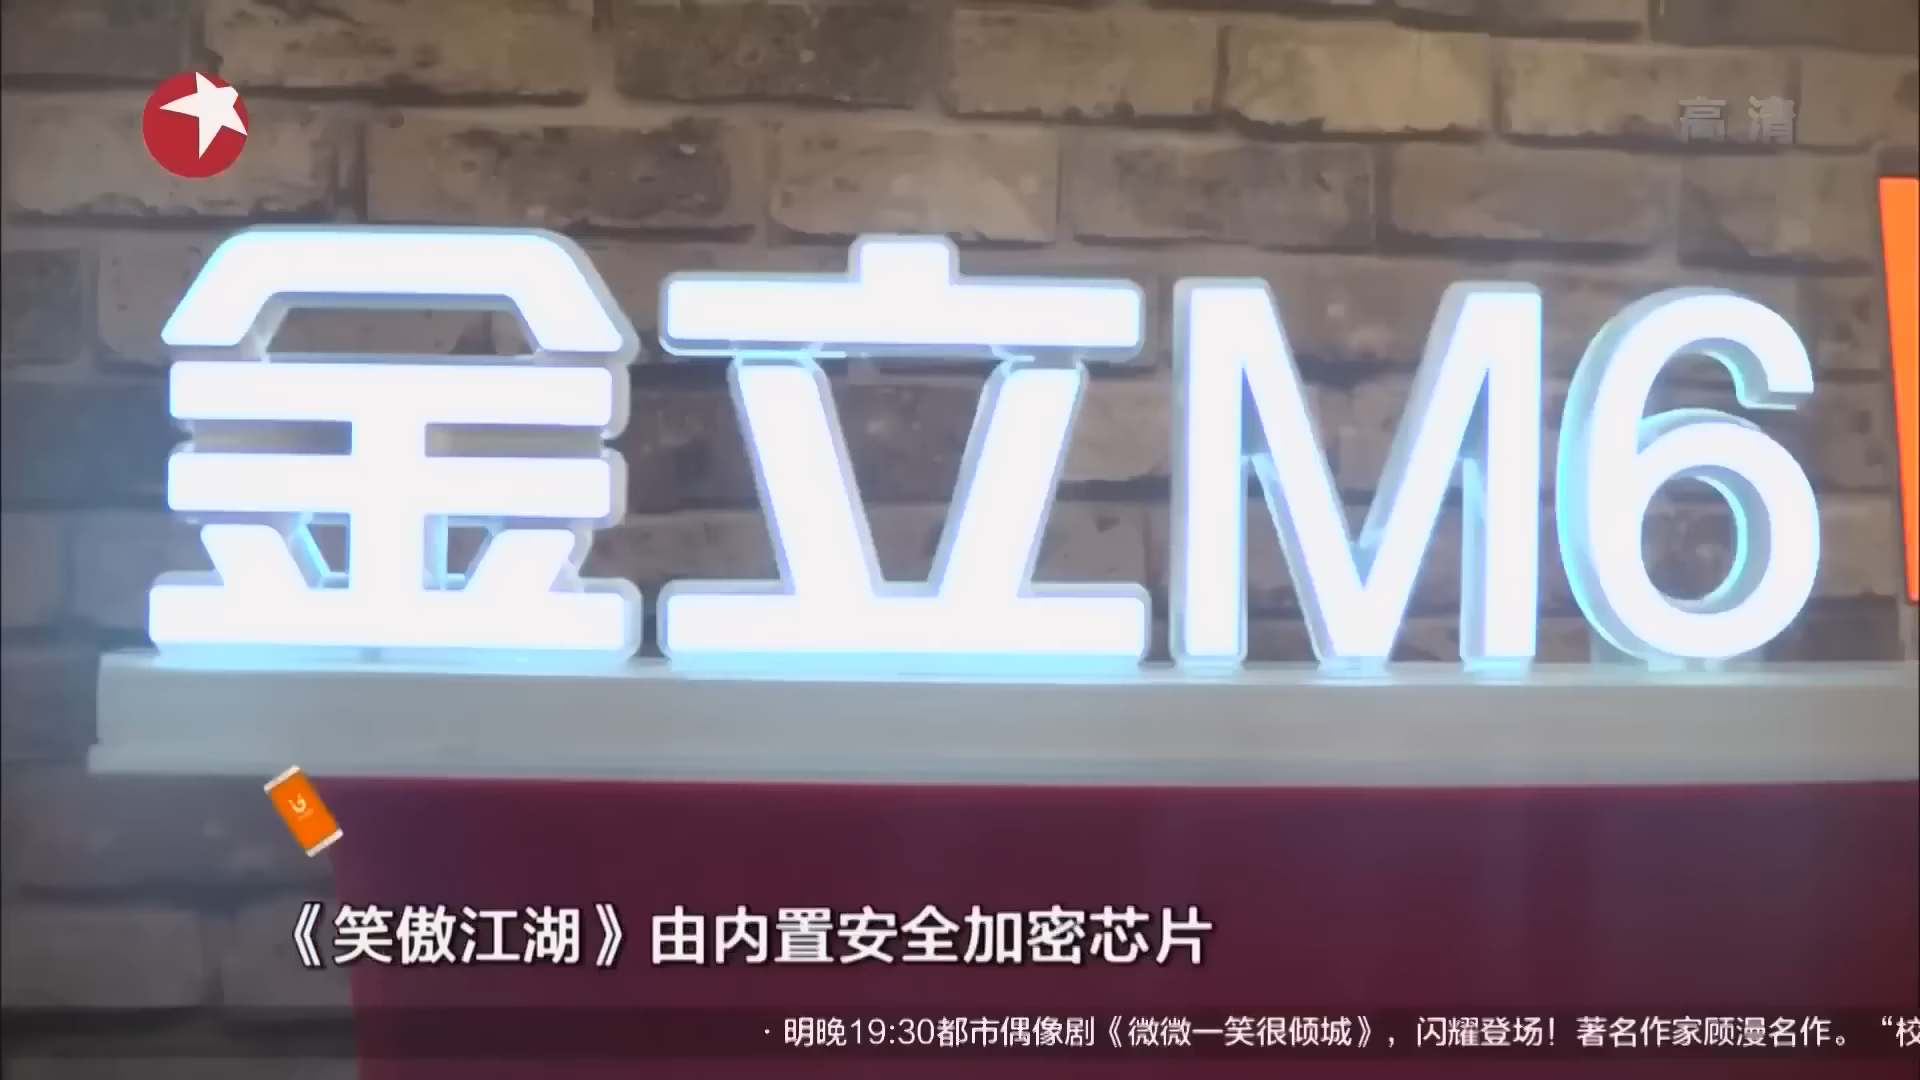 高清
金立M6
《笑傲江湖》由内置安全加密芯片
·明晚19:30都市偶像剧《微微一笑很倾城》，闪耀登场！著名作家顾漫名作。“校